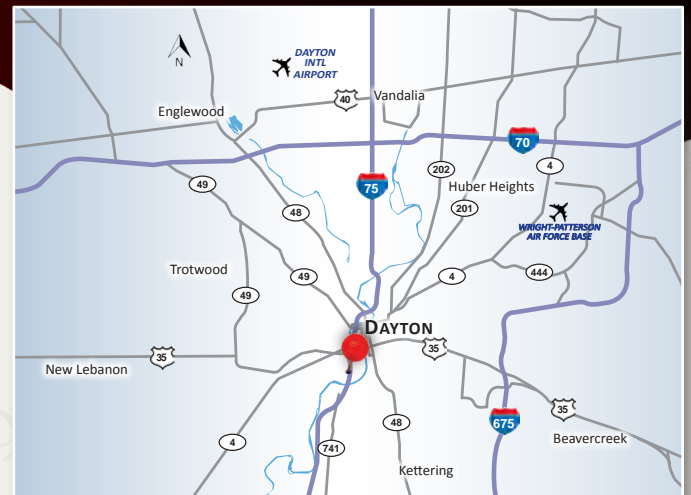 N
DAYTON
INTL
AIRPORT
40
Vandalia
Englewood
70
4
202
49
75
Huber Heights
201
48
WRIGHT-PATTERSON
AIR FORCE BASE
Trotwood
49
4
444
49
DAYTON
35
35
New Lebanon
35
675
4
741
48
Beavercreek
Kettering